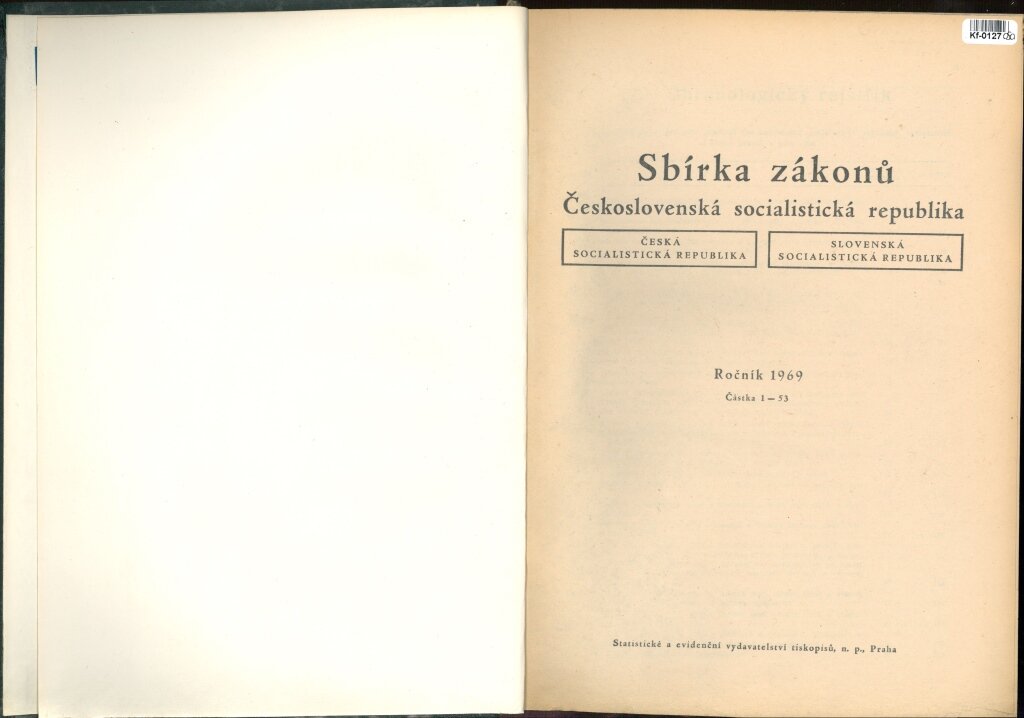 Kf-0127
Sbírka zákonů
Československá socialistická republika
ČESKÁ
SOCIALISTICKÁ REPUBLIKA
SLOVENSKÁ
SOCIALISTICKÁ REPUBLIKA
Ročník 1969
Částka 1 — 53
Statistické a evidenční vydavatelství tiskopisů, n. p., Praha